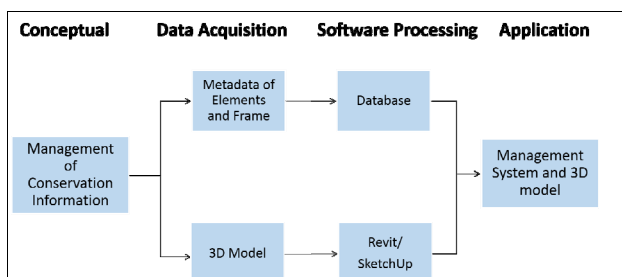 Conceptual
Data Acquisition
Software Processing
Application
Metadata of
Elements
and Frame
Database
Management
of
Conservation
Information
Management
System and 3D
model
3D Model
Revit/
SketchUp